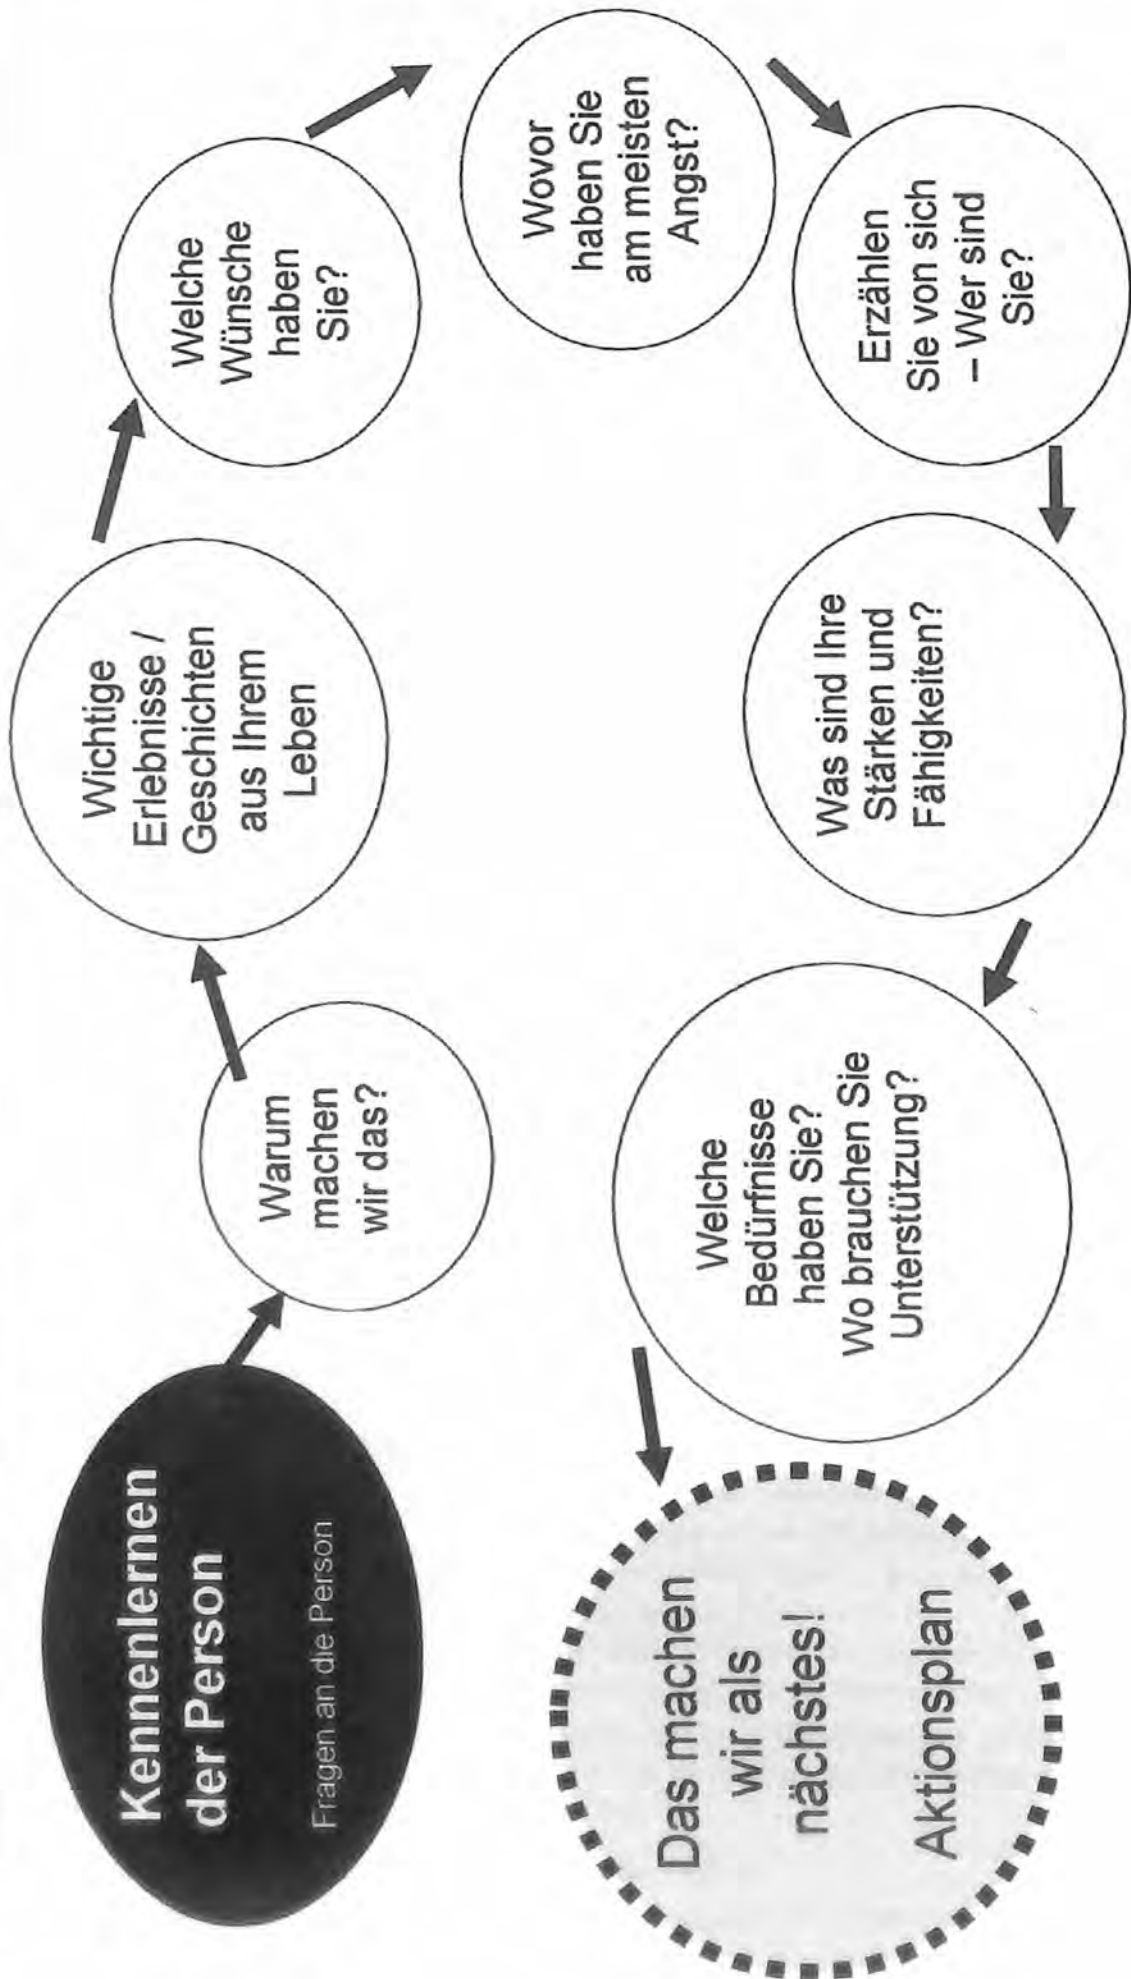 Kennenlernen
der Person
Fragen an die Person
Warum
machen
wir das?
Wichtige
Erlebnisse /
Geschichten
aus Ihrem
Leben
Welche
Wünsche
haben
Sie?
Wovor
haben Sie
am meisten
Angst?
Erzählen
Sie von sich
– Wer sind
Sie?
Was sind Ihre
Stärken und
Fähigkeiten?
Welche
Bedürfnisse
haben Sie?
Wo brauchen Sie
Unterstützung?
Das machen
wir als
nächstes!
Aktionsplan